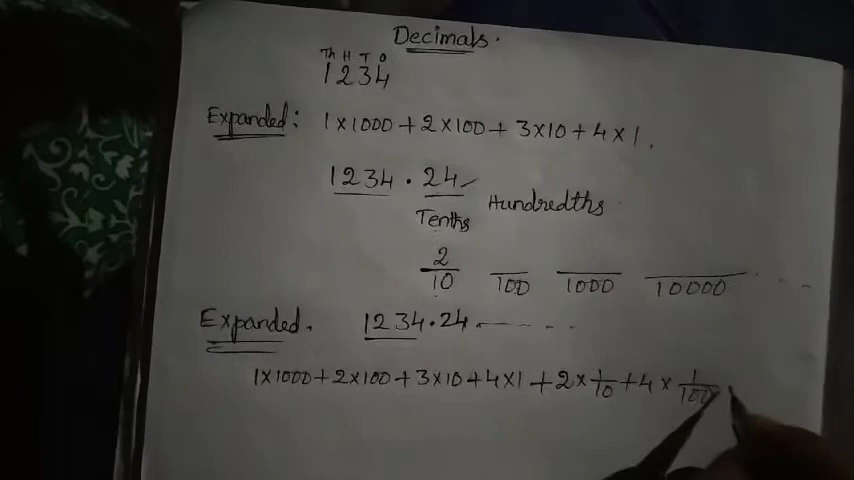 Decimals.
Th H T O
1234
Expanded: 1×1000 + 2×100 + 3×10 + 4×1.
1234 . 24
Tenths Hundredths
2/10 /100 /1000 /10000 . . - -
Expanded. 1234.24 - - - - -
1×1000 + 2×100 + 3×10 + 4×1 + 2 × 1/10 + 4 × 1/100